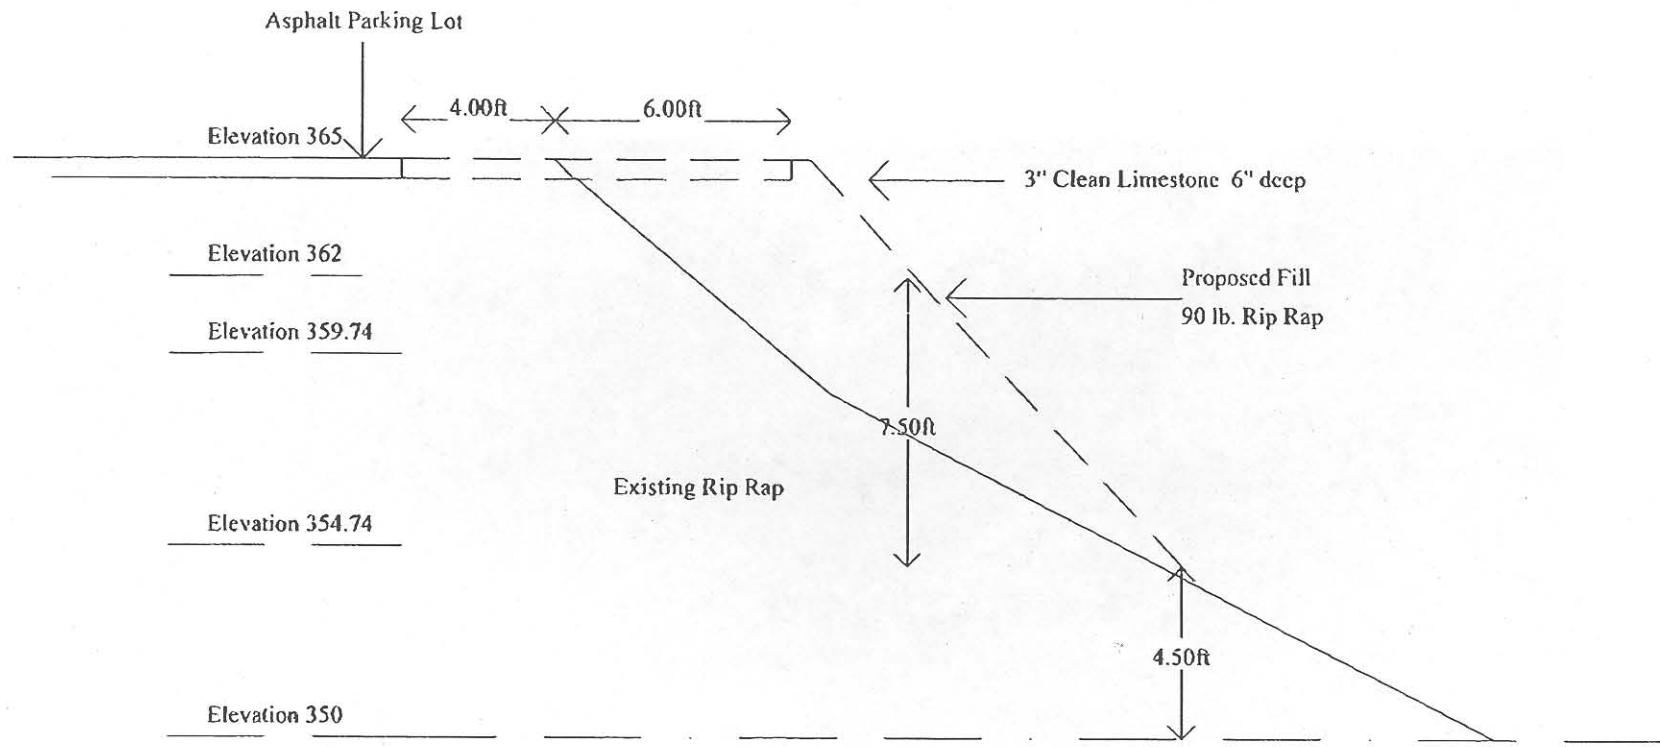 Asphalt Parking Lot
4.00ft
6.00ft
Elevation 365
3" Clean Limestone 6" deep
Elevation 362
Proposed Fill
90 lb. Rip Rap
Elevation 359.74
7.50ft
Existing Rip Rap
Elevation 354.74
4.50ft
Elevation 350